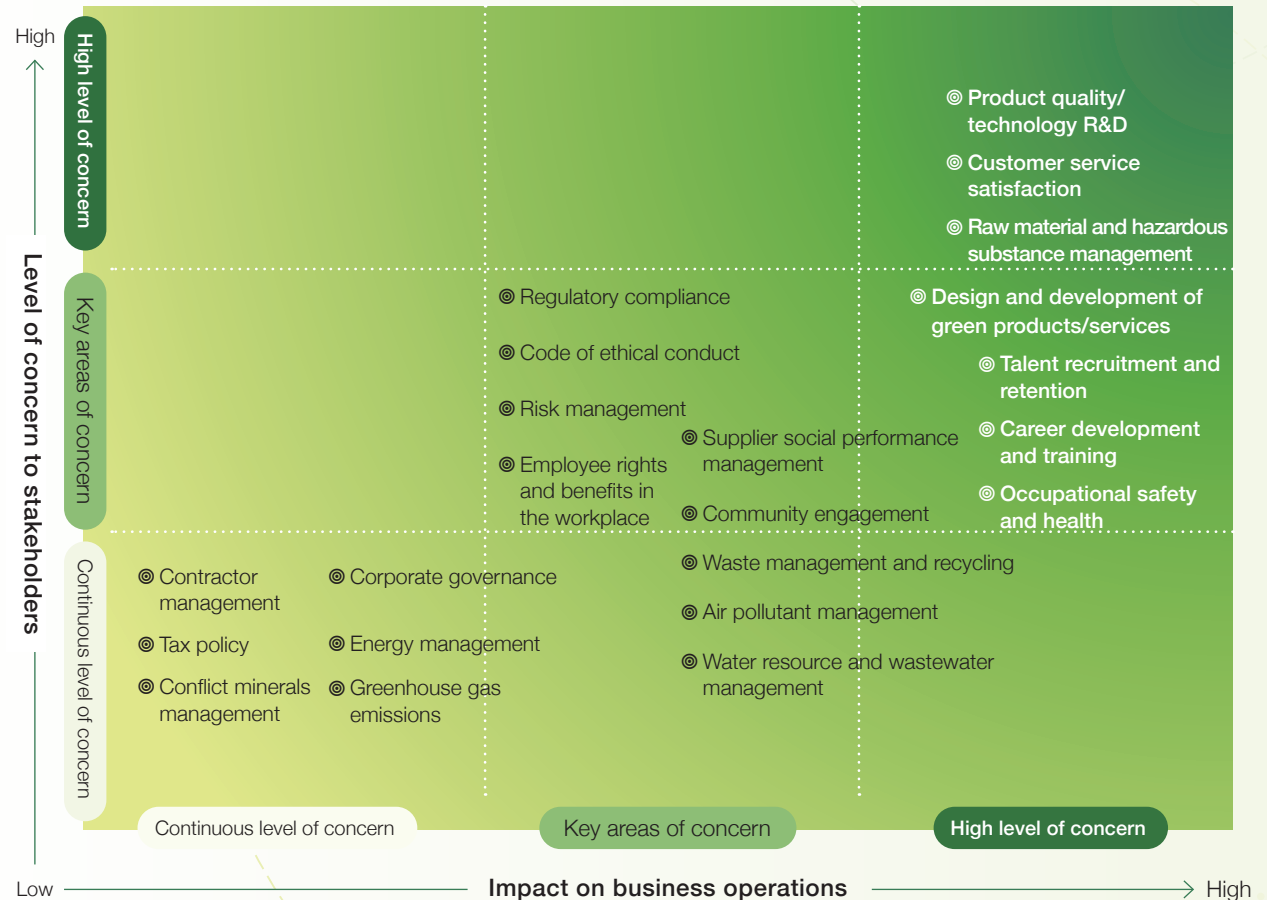 High
High level of concern
Product quality/
technology R&D
Customer service
satisfaction
Raw material and hazardous
substance management
Level of concern to stakeholders
Key areas of concern
Regulatory compliance
Code of ethical conduct
Risk management
Employee rights
and benefits in
the workplace
Supplier social performance
management
Community engagement
Design and development of
green products/services
Talent recruitment and
retention
Career development
and training
Occupational safety
and health
Continuous level of concern
Contractor
management
Tax policy
Conflict minerals
management
Corporate governance
Energy management
Greenhouse gas
emissions
Waste management and recycling
Air pollutant management
Water resource and wastewater
management
Continuous level of concern
Key areas of concern
High level of concern
Low
Impact on business operations
High